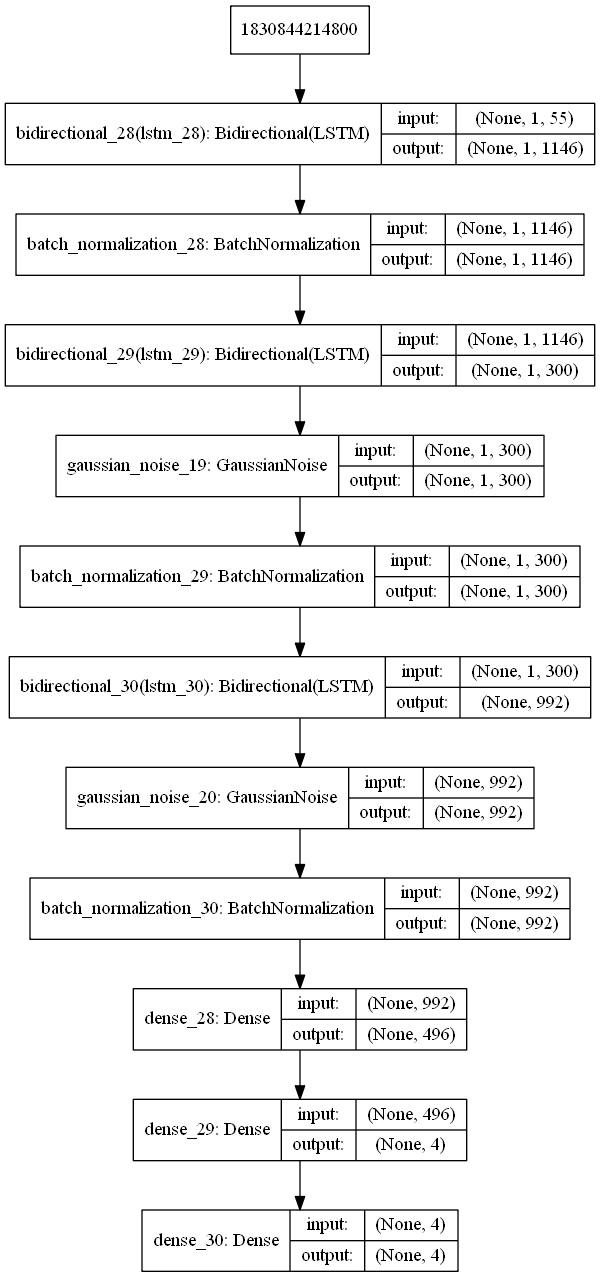 1830844214800
bidirectional_28(lstm_28): Bidirectional(LSTM)
input: (None, 1, 55)
output: (None, 1, 1146)
batch_normalization_28: BatchNormalization
input: (None, 1, 1146)
output: (None, 1, 1146)
bidirectional_29(lstm_29): Bidirectional(LSTM)
input: (None, 1, 1146)
output: (None, 1, 300)
gaussian_noise_19: GaussianNoise
input: (None, 1, 300)
output: (None, 1, 300)
batch_normalization_29: BatchNormalization
input: (None, 1, 300)
output: (None, 1, 300)
bidirectional_30(lstm_30): Bidirectional(LSTM)
input: (None, 1, 300)
output: (None, 992)
gaussian_noise_20: GaussianNoise
input: (None, 992)
output: (None, 992)
batch_normalization_30: BatchNormalization
input: (None, 992)
output: (None, 992)
dense_28: Dense
input: (None, 992)
output: (None, 496)
dense_29: Dense
input: (None, 496)
output: (None, 4)
dense_30: Dense
input: (None, 4)
output: (None, 4)